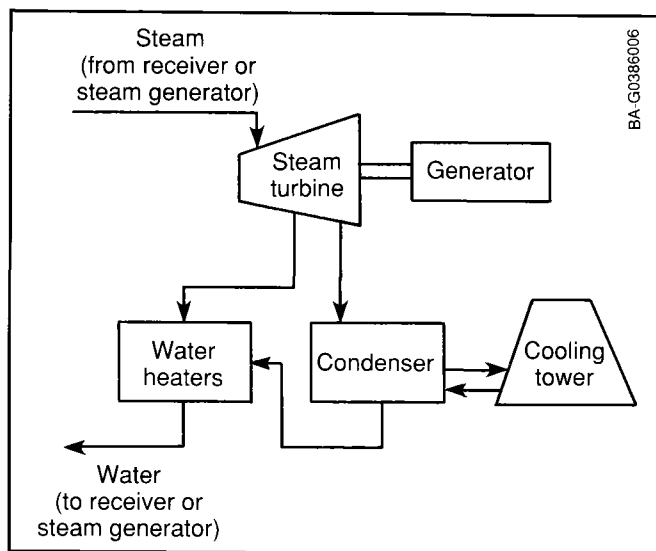 Steam
(from receiver or
steam generator)
BA-G0386006
Steam
turbine
Generator
Water
heaters
Condenser
Cooling
tower
Water
(to receiver or
steam generator)